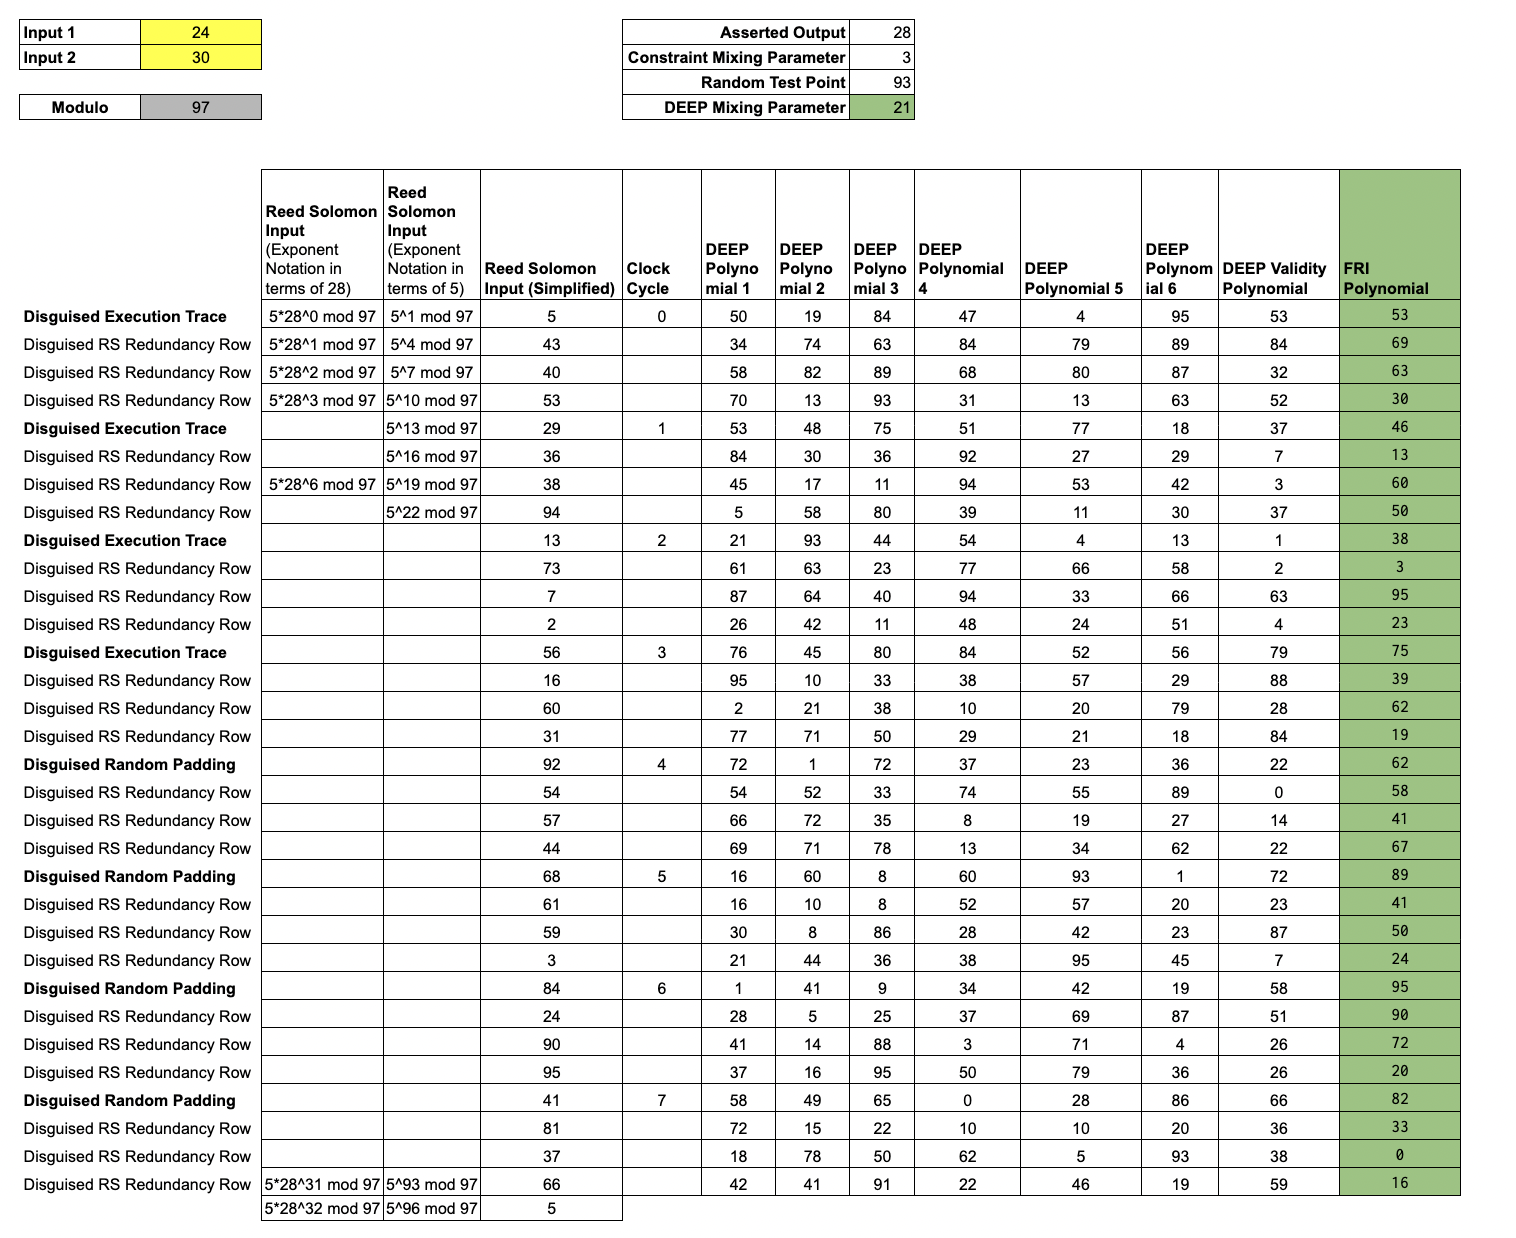 Input 1 24
Input 2 30
Modulo 97
Asserted Output 28
Constraint Mixing Parameter 3
Random Test Point 93
DEEP Mixing Parameter 21
Reed Solomon Input (Exponent Notation in terms of 28) Reed Solomon Input (Exponent Notation in terms of 5) Reed Solomon Input (Simplified) Clock Cycle DEEP Polynomial 1 DEEP Polynomial 2 DEEP Polynomial 3 DEEP Polynomial 4 DEEP Polynomial 5 DEEP Polynomial 6 DEEP Validity Polynomial FRI Polynomial
Disguised Execution Trace 5*28^0 mod 97 5^1 mod 97 5 0 50 19 84 47 4 95 53 53
Disguised RS Redundancy Row 5*28^1 mod 97 5^4 mod 97 43 34 74 63 84 79 89 84 69
Disguised RS Redundancy Row 5*28^2 mod 97 5^7 mod 97 40 58 82 89 68 80 87 32 63
Disguised RS Redundancy Row 5*28^3 mod 97 5^10 mod 97 53 70 13 93 31 13 63 52 30
Disguised Execution Trace 5^13 mod 97 29 1 53 48 75 51 77 18 37 46
Disguised RS Redundancy Row 5^16 mod 97 36 84 30 36 92 27 29 7 13
Disguised RS Redundancy Row 5*28^6 mod 97 5^19 mod 97 38 45 17 11 94 53 42 3 60
Disguised RS Redundancy Row 5^22 mod 97 94 5 58 80 39 11 30 37 50
Disguised Execution Trace 13 2 21 93 44 54 4 13 1 38
Disguised RS Redundancy Row 73 61 63 23 77 66 58 2 3
Disguised RS Redundancy Row 7 87 64 40 94 33 66 63 95
Disguised RS Redundancy Row 2 26 42 11 48 24 51 4 23
Disguised Execution Trace 56 3 76 45 80 84 52 56 79 75
Disguised RS Redundancy Row 16 95 10 33 38 57 29 88 39
Disguised RS Redundancy Row 60 2 21 38 10 20 79 28 62
Disguised RS Redundancy Row 31 77 71 50 29 21 18 84 19
Disguised Random Padding 92 4 72 1 72 37 23 36 22 62
Disguised RS Redundancy Row 54 54 52 33 74 55 89 0 58
Disguised RS Redundancy Row 57 66 72 35 8 19 27 14 41
Disguised RS Redundancy Row 44 69 71 78 13 34 62 22 67
Disguised Random Padding 68 5 16 60 8 60 93 1 72 89
Disguised RS Redundancy Row 61 16 10 8 52 57 20 23 41
Disguised RS Redundancy Row 59 30 8 86 28 42 23 87 50
Disguised RS Redundancy Row 3 21 44 36 38 95 45 7 24
Disguised Random Padding 84 6 1 41 9 34 42 19 58 95
Disguised RS Redundancy Row 24 28 5 25 37 69 87 51 90
Disguised RS Redundancy Row 90 41 14 88 3 71 4 26 72
Disguised RS Redundancy Row 95 37 16 95 50 79 36 26 20
Disguised Random Padding 41 7 58 49 65 0 28 86 66 82
Disguised RS Redundancy Row 81 72 15 22 10 10 20 36 33
Disguised RS Redundancy Row 37 18 78 50 62 5 93 38 0
Disguised RS Redundancy Row 5*28^31 mod 97 5^93 mod 97 66 42 41 91 22 46 19 59 16
5*28^32 mod 97 5^96 mod 97 5